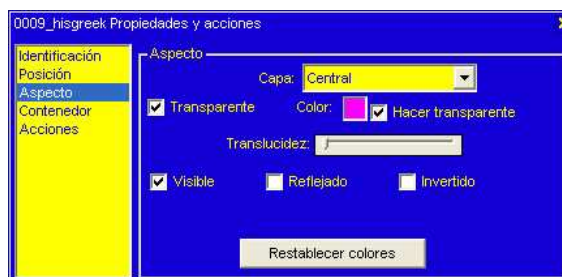 0009_hisgreek Propiedades y acciones
Identificación
Posición
Aspecto
Contenedor
Acciones
Aspecto
Capa: Central
Transparente Color: Hacer transparente
Translucidez:
Visible Reflejado Invertido
Restablecer colores